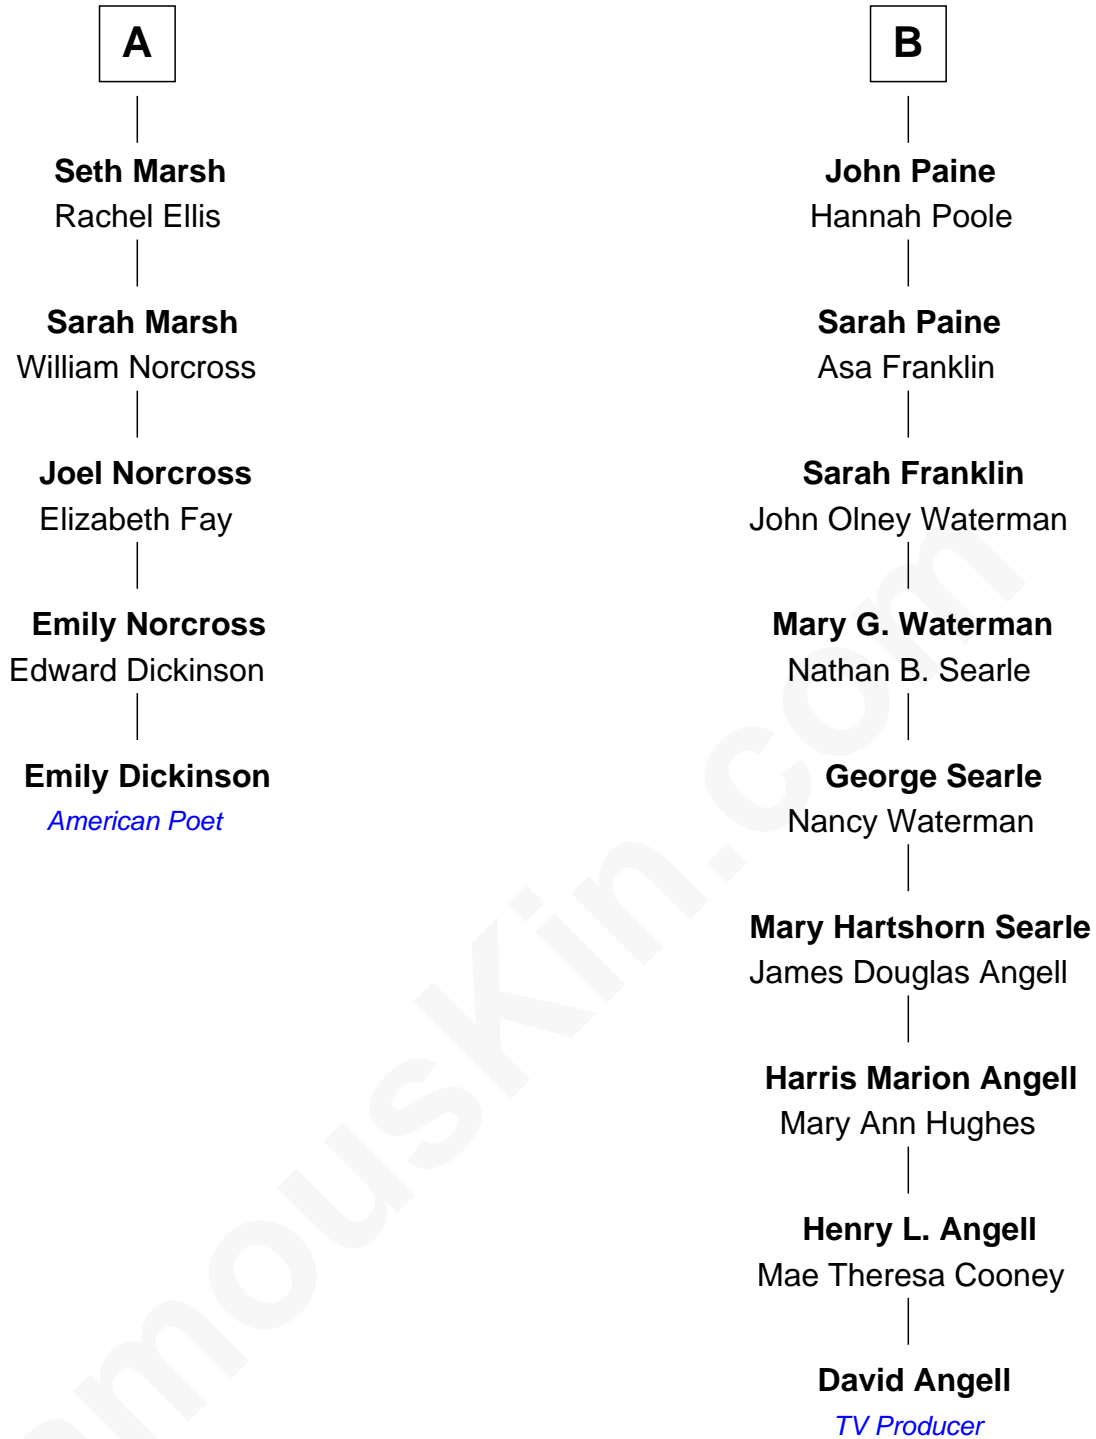 A
Seth Marsh
Rachel Ellis
Sarah Marsh
William Norcross
Joel Norcross
Elizabeth Fay
Emily Norcross
Edward Dickinson
Emily Dickinson
American Poet
B
John Paine
Hannah Poole
Sarah Paine
Asa Franklin
Sarah Franklin
John Olney Waterman
Mary G. Waterman
Nathan B. Searle
George Searle
Nancy Waterman
Mary Hartshorn Searle
James Douglas Angell
Harris Marion Angell
Mary Ann Hughes
Henry L. Angell
Mae Theresa Cooney
David Angell
TV Producer
amousKin.com